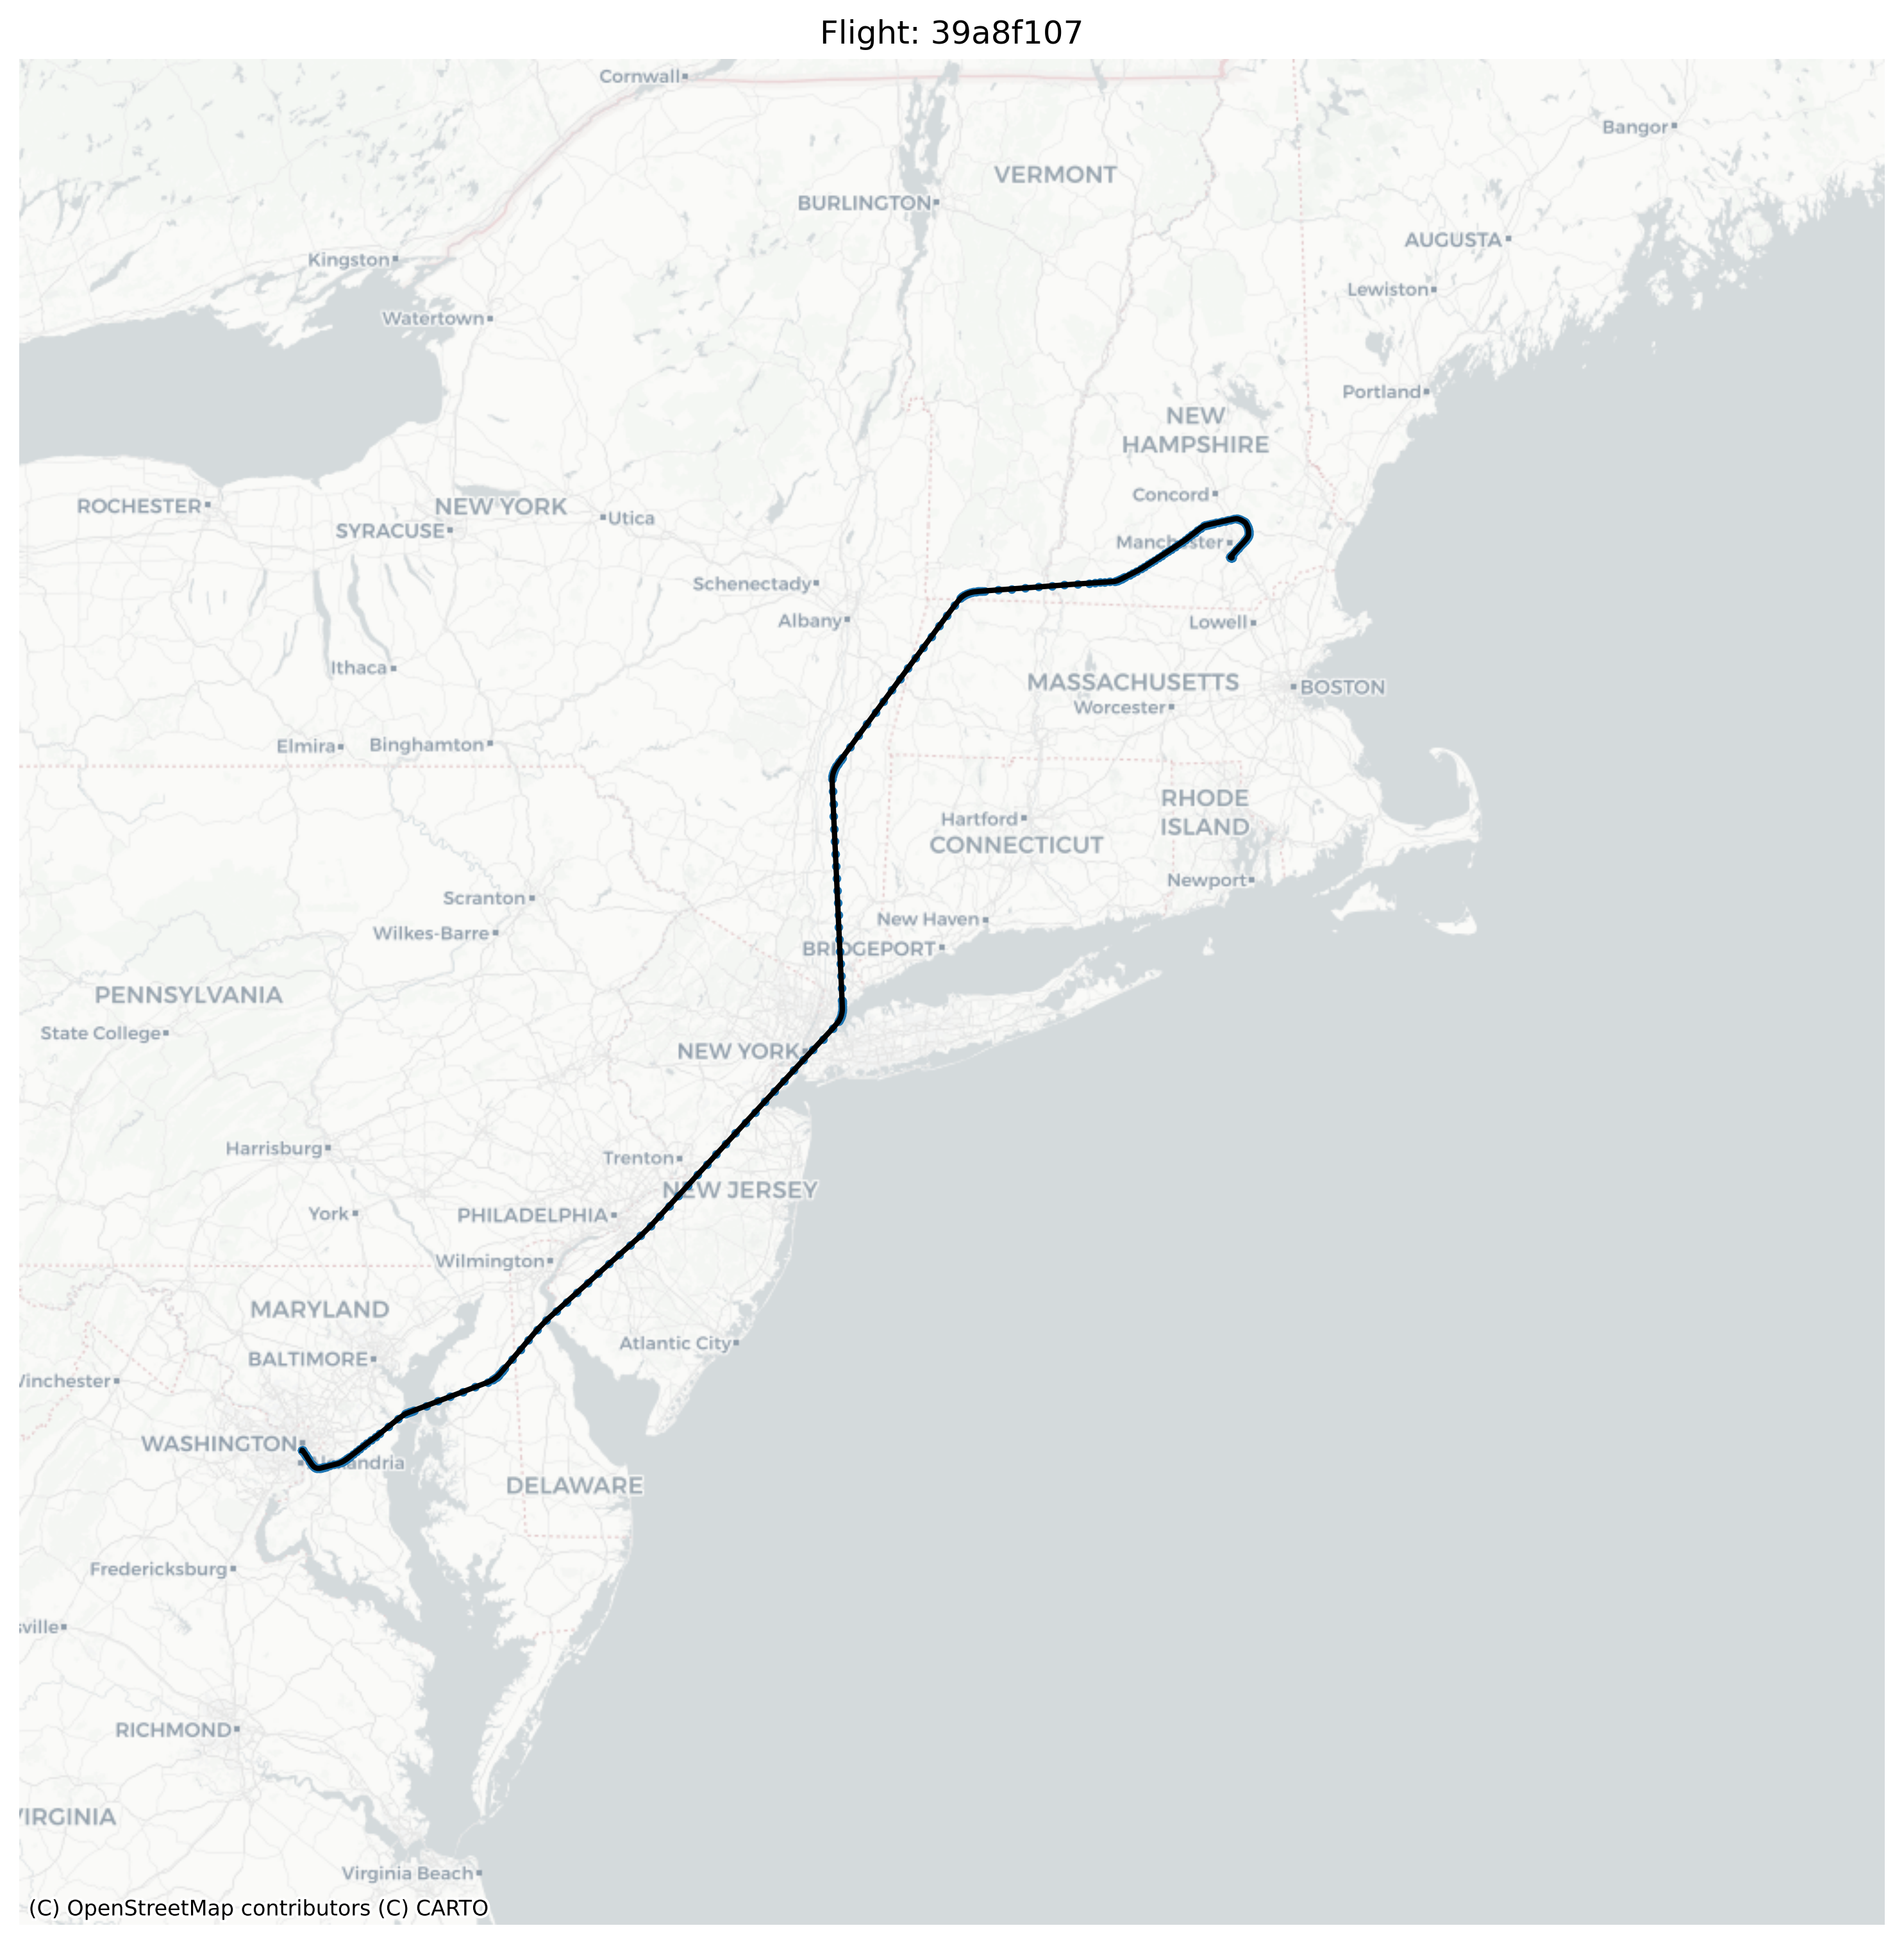 Flight: 39a8f107
Cornwall
Bangor
VERMONT
BURLINGTON
AUGUSTA
Kingston
Lewiston
Watertown
Portland
NEW
HAMPSHIRE
Concord
ROCHESTER
NEW YORK
Utica
SYRACUSE
Manchester
Schenectady
Albany
Lowell
Ithaca
MASSACHUSETTS
BOSTON
Worcester
Elmira
Binghamton
RHODE
ISLAND
Hartford
CONNECTICUT
Newport
Scranton
New Haven
Wilkes-Barre
BRIDGEPORT
PENNSYLVANIA
State College
NEW YORK
Harrisburg
Trenton
NEW JERSEY
York
PHILADELPHIA
Wilmington
MARYLAND
Atlantic City
BALTIMORE
Vinchester
WASHINGTON
Alexandria
DELAWARE
Fredericksburg
sville
RICHMOND
VIRGINIA
Virginia Beach
(C) OpenStreetMap contributors (C) CARTO